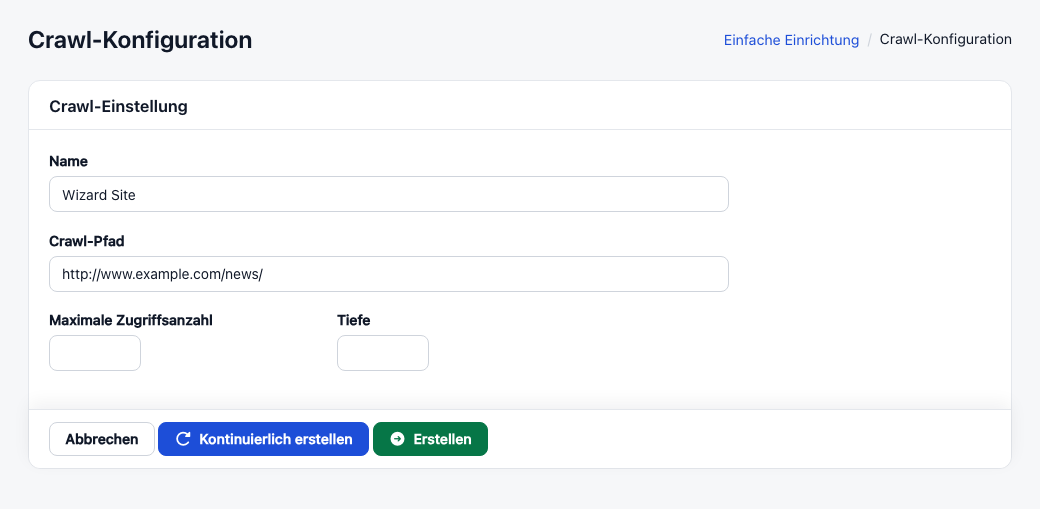 Crawl-Konfiguration
Einfache Einrichtung / Crawl-Konfiguration
Crawl-Einstellung
Name
Wizard Site
Crawl-Pfad
http://www.example.com/news/
Maximale Zugriffsanzahl Tiefe
Abbrechen Kontinuierlich erstellen Erstellen